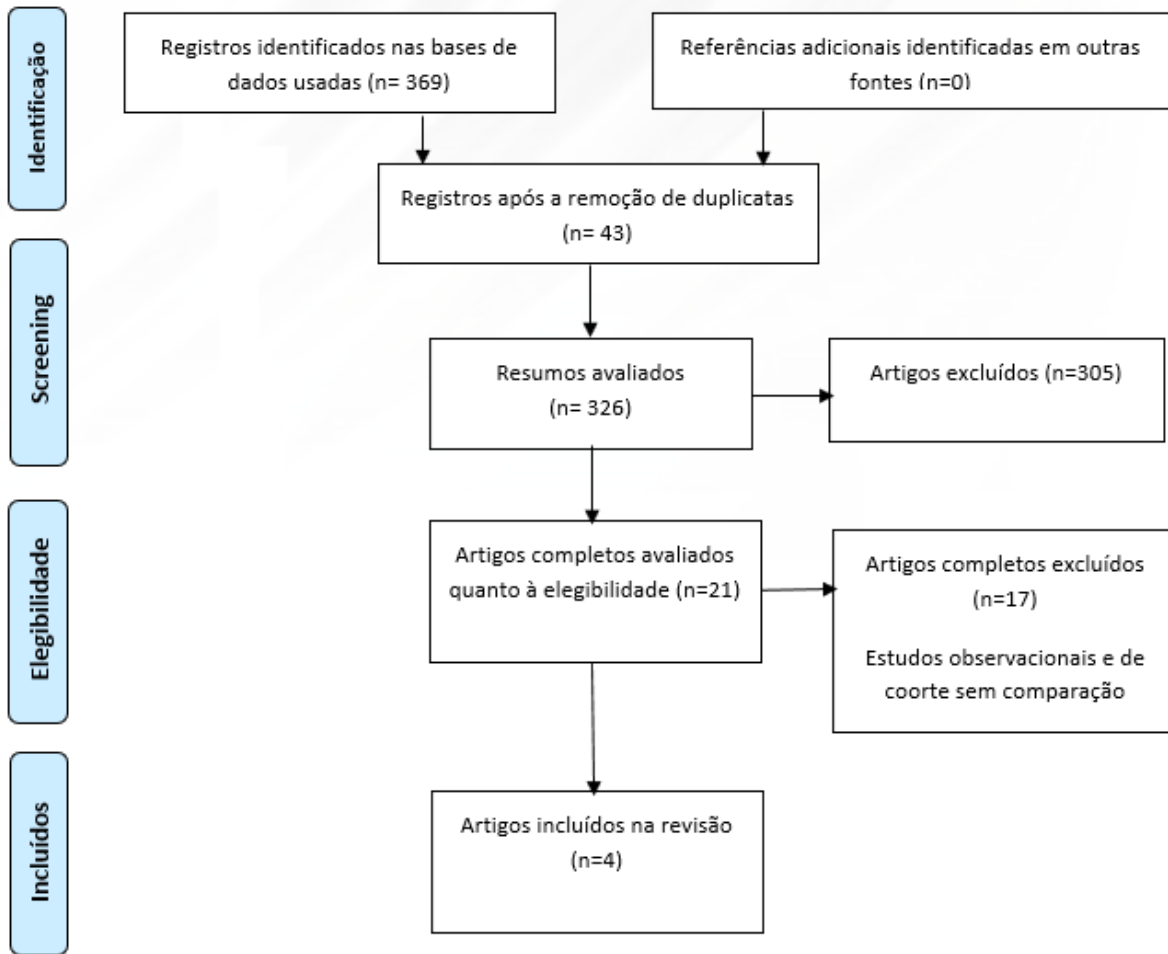 Identificação
Registros identificados nas bases de
dados usadas (n= 369)
Referências adicionais identificadas em outras
fontes (n=0)
Registros após a remoção de duplicatas
(n= 43)
Screening
Resumos avaliados
(n= 326)
Artigos excluídos (n=305)
Elegibilidade
Artigos completos avaliados
quanto à elegibilidade (n=21)
Artigos completos excluídos
(n=17)
Estudos observacionais e de
coorte sem comparação
Incluídos
Artigos incluídos na revisão
(n=4)